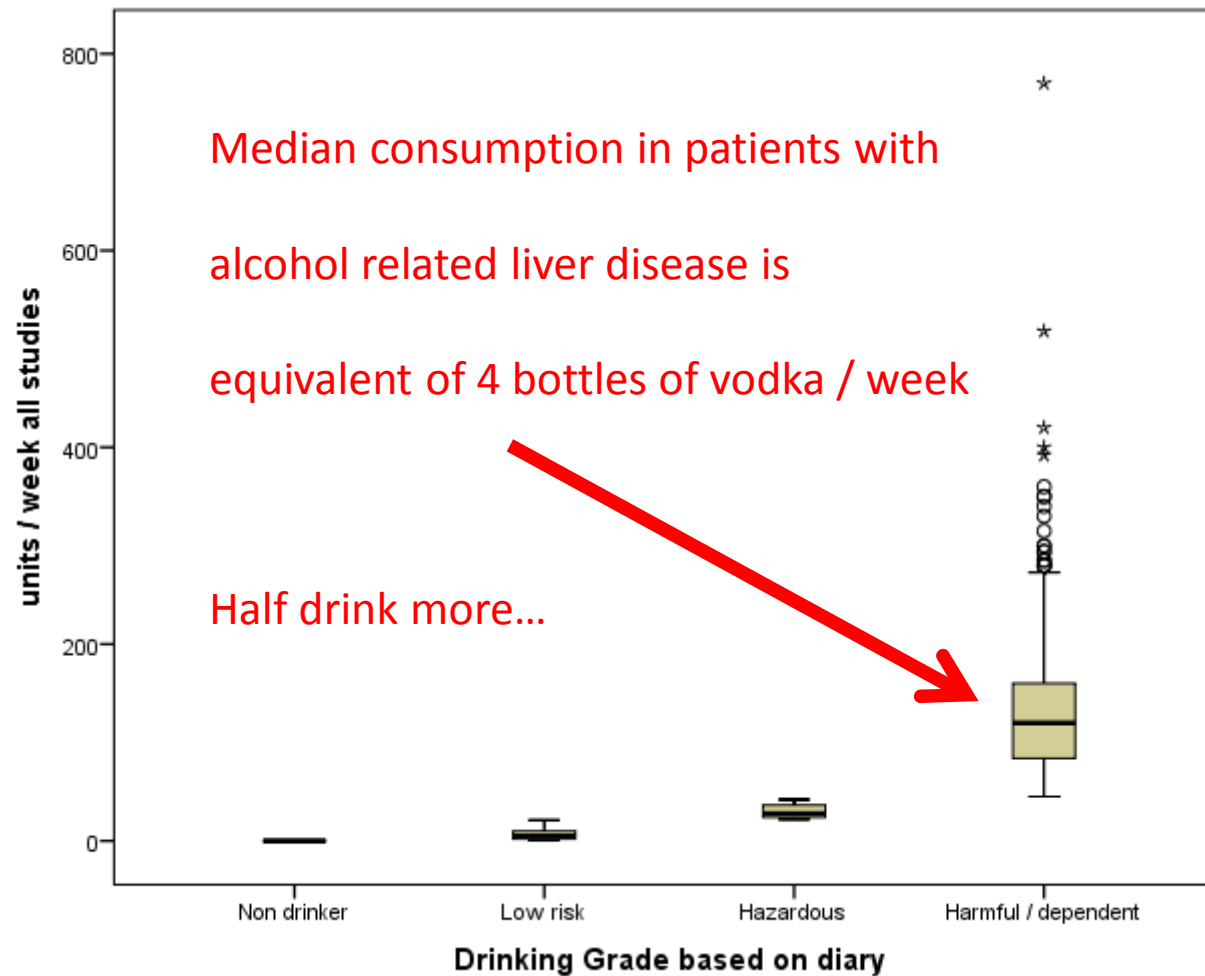 Median consumption in patients with
alcohol related liver disease is
equivalent of 4 bottles of vodka / week
Half drink more…
units / week all studies
800
600
400
200
0
Non drinker Low risk Hazardous Harmful / dependent
Drinking Grade based on diary